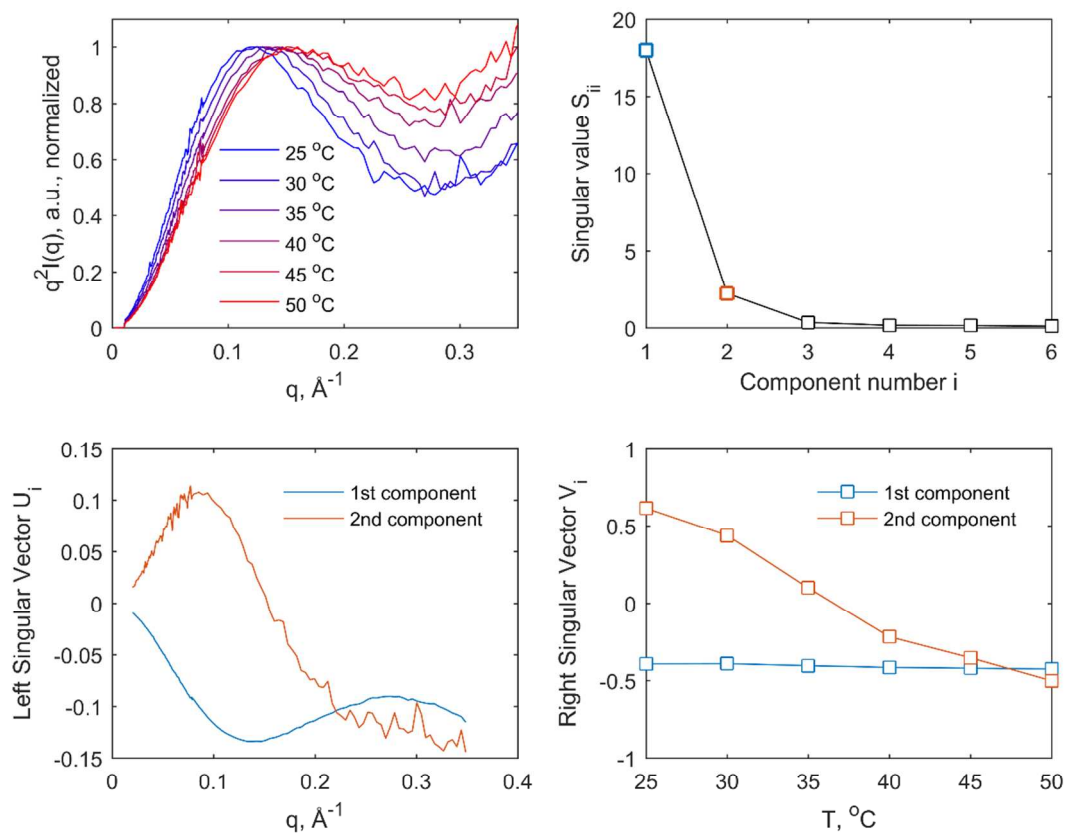 q²I(q), a.u., normalized
1
0.8
0.6
0.4
0.2
0
25 °C
30 °C
35 °C
40 °C
45 °C
50 °C
0
0.1
0.2
0.3
q, Å⁻¹
Singular value Sᵢᵢ
20
15
10
5
0
1
2
3
4
5
6
Component number i
Left Singular Vector Uᵢ
0.15
0.1
0.05
0
-0.05
-0.1
-0.15
1st component
2nd component
0
0.1
0.2
0.3
0.4
q, Å⁻¹
Right Singular Vector Vᵢ
1
0.5
0
-0.5
-1
1st component
2nd component
25
30
35
40
45
50
T, °C